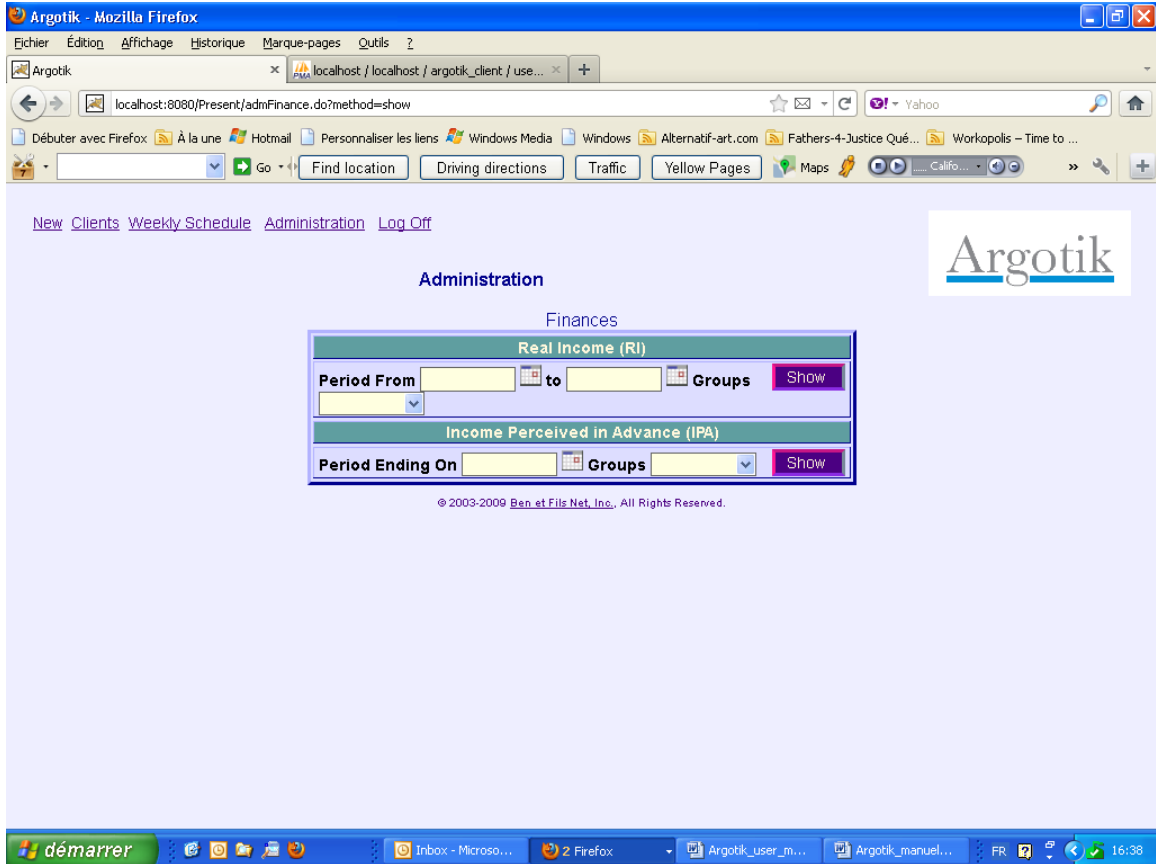 Argotik - Mozilla Firefox
Fichier Édition Affichage Historique Marque-pages Outils ?
Argotik localhost / localhost / argotik_client / use...
localhost:8080/Present/admFinance.do?method=show Yahoo
Débuter avec Firefox À la une Hotmail Personnaliser les liens Windows Media Windows Alternatif-art.com Fathers-4-Justice Qué... Workopolis – Time to ...
Go Find location Driving directions Traffic Yellow Pages Maps ..... Califo... »
New Clients Weekly Schedule Administration Log Off
Argotik
Administration
Finances
Real Income (RI)
Period From to Groups Show
Income Perceived in Advance (IPA)
Period Ending On Groups Show
© 2003-2009 Ben et Fils Net, Inc., All Rights Reserved.
démarrer Inbox - Microso... 2 Firefox Argotik_user_m... Argotik_manuel... FR 16:38